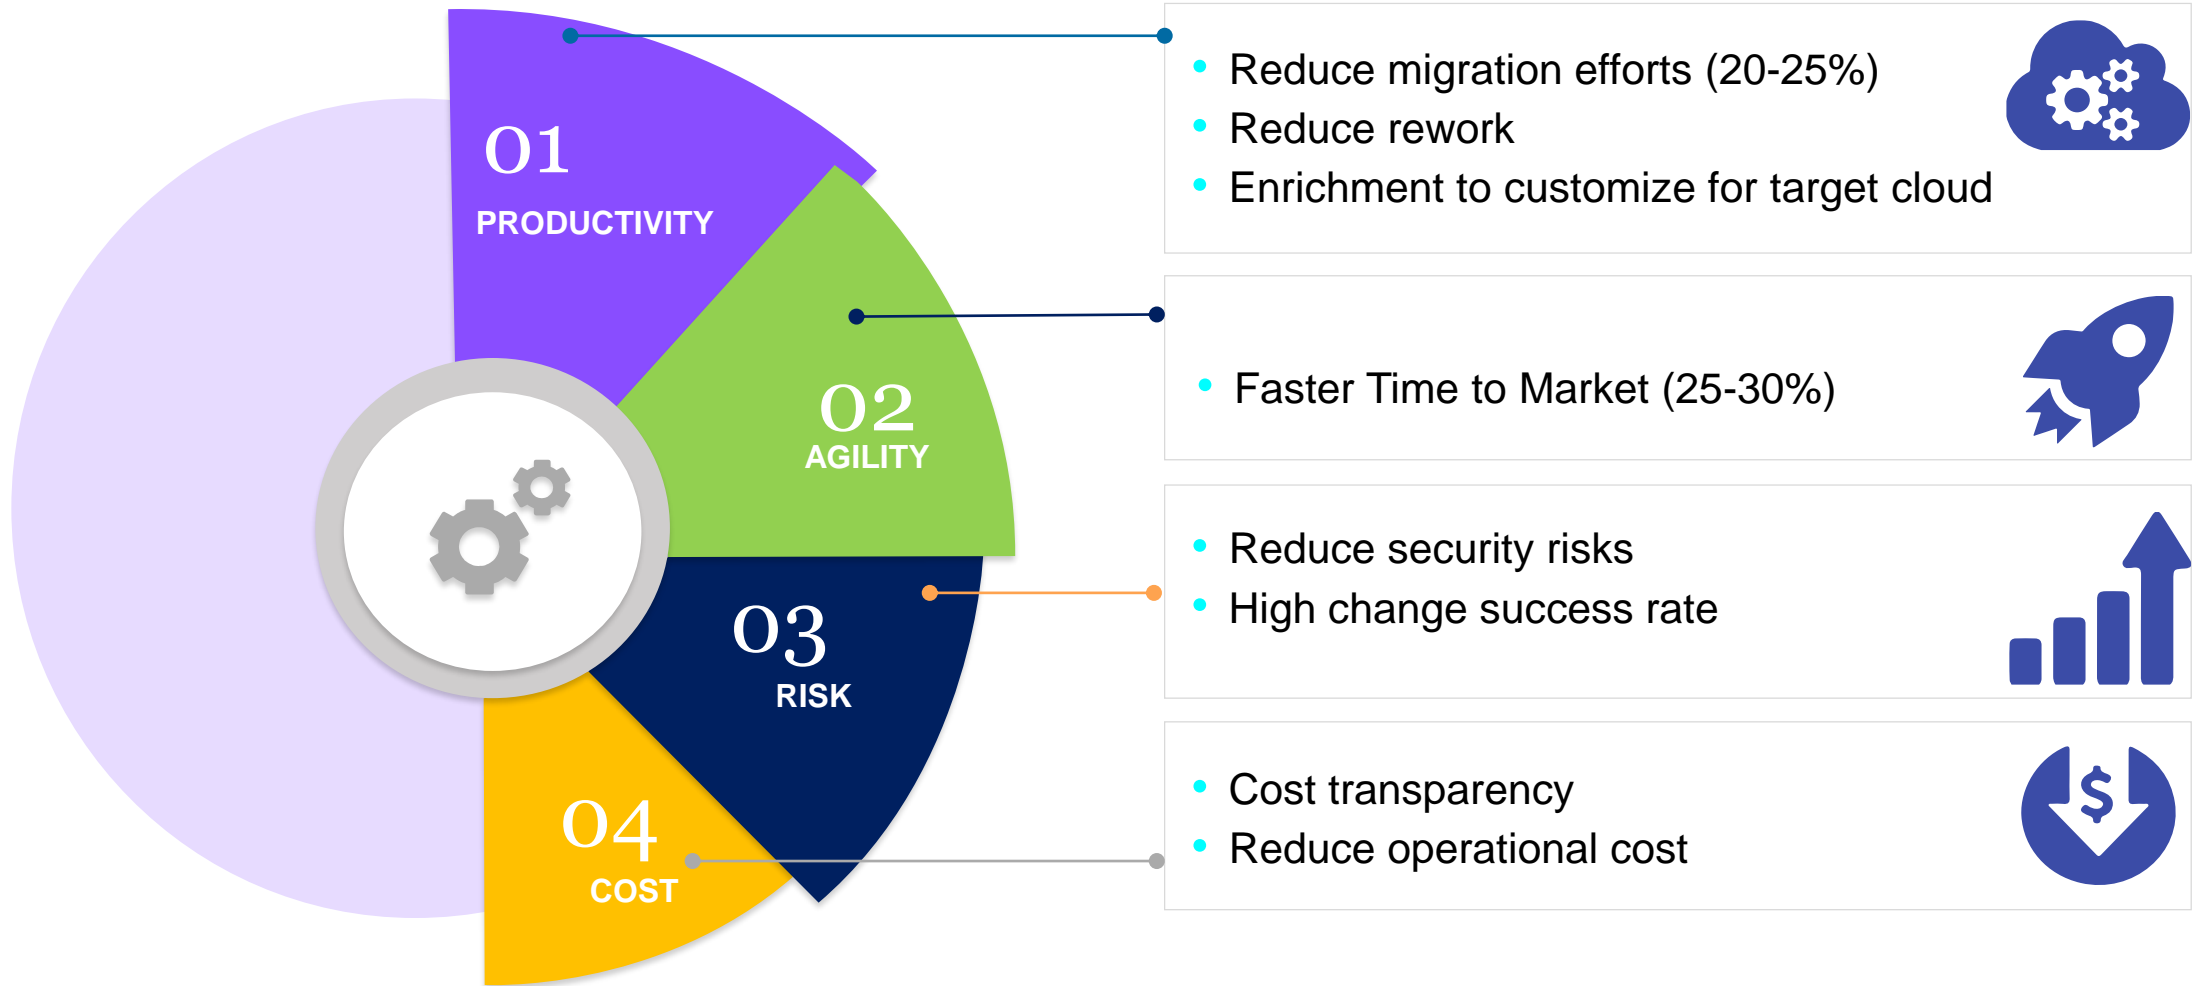 01
PRODUCTIVITY
• Reduce migration efforts (20-25%)
• Reduce rework
• Enrichment to customize for target cloud
02
AGILITY
• Faster Time to Market (25-30%)
03
RISK
• Reduce security risks
• High change success rate
04
COST
• Cost transparency
• Reduce operational cost
$